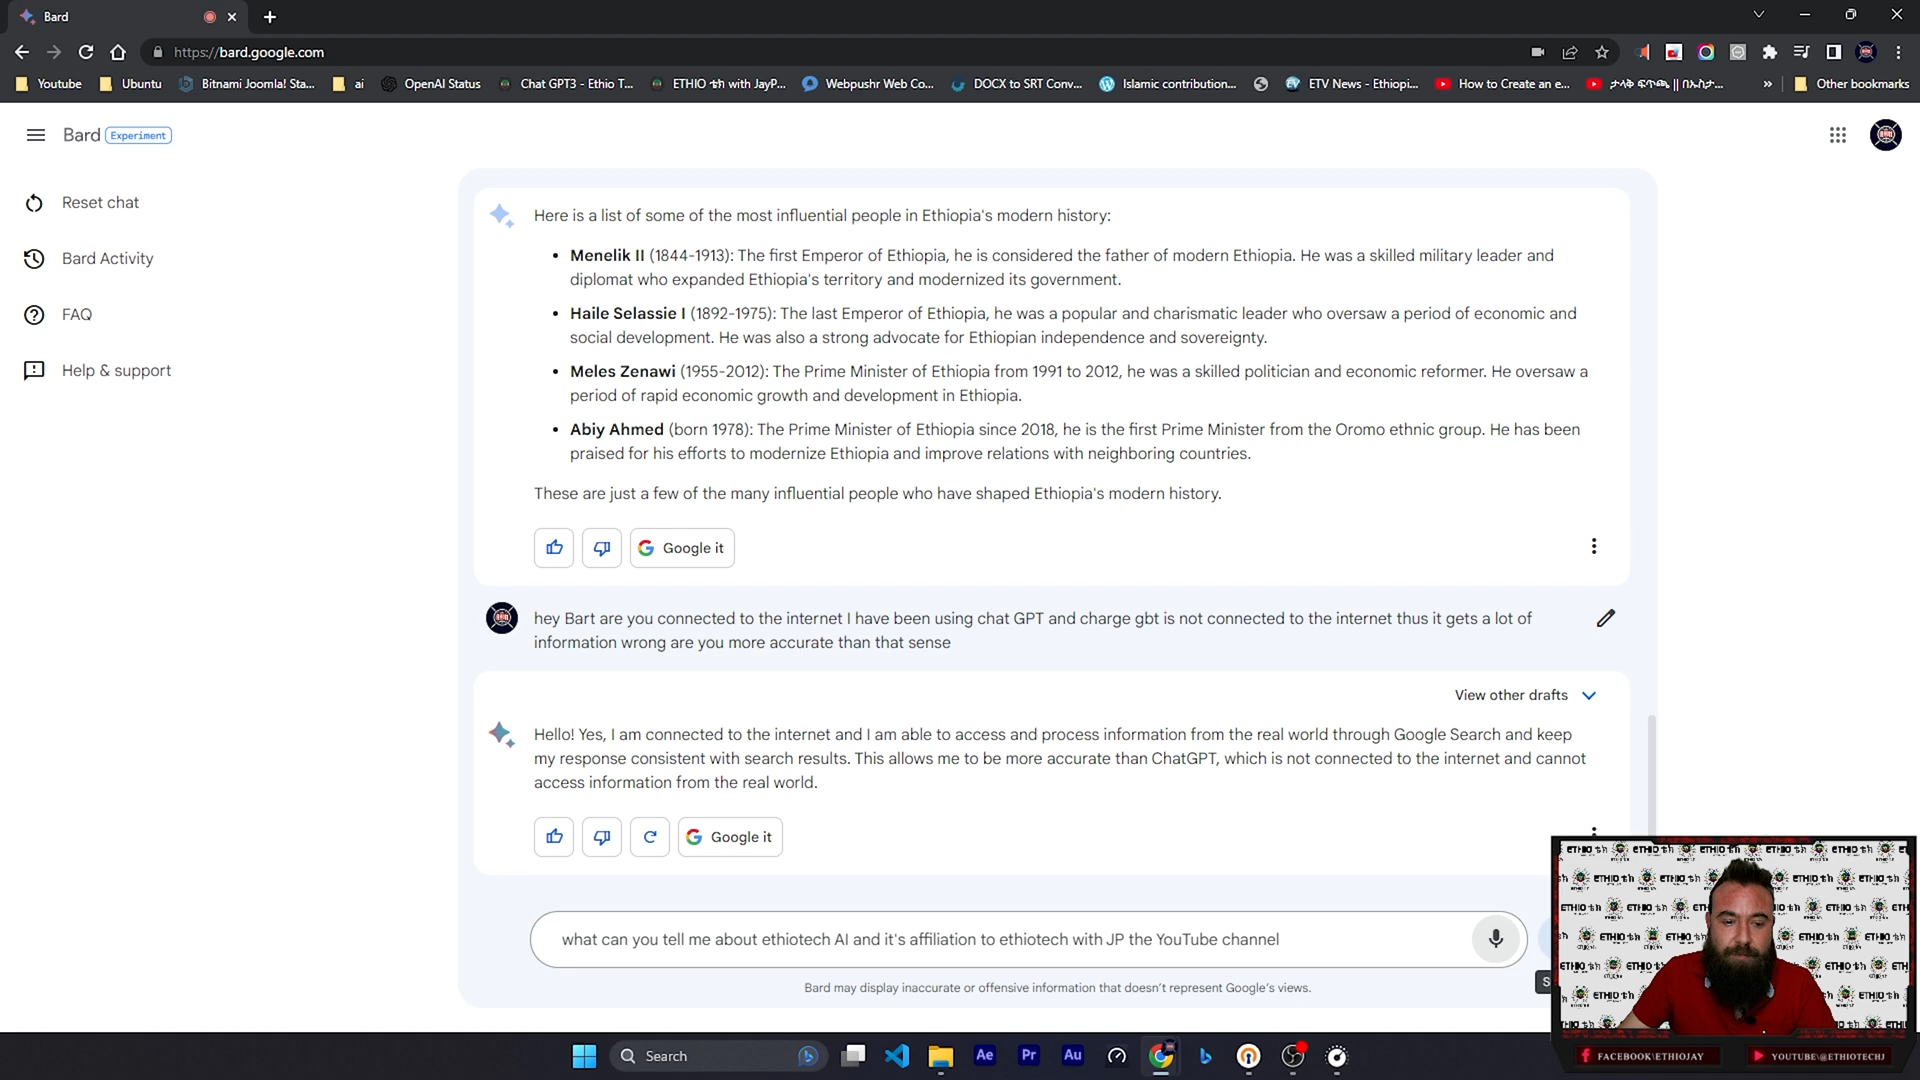 Bard
https://bard.google.com
Youtube
Ubuntu
Bitnami Joomla! Sta...
ai
OpenAI Status
Chat GPT3 - Ethio T...
ETHIO ቴክ with JayP...
Webpushr Web Co...
DOCX to SRT Conv...
Islamic contribution...
ETV News - Ethiopi...
How to Create an e...
ታላቅ ፍጥጫ || በኡስታ...
»
Other bookmarks
Bard Experiment
Reset chat
Bard Activity
FAQ
Help & support
Here is a list of some of the most influential people in Ethiopia's modern history:
• Menelik II (1844-1913): The first Emperor of Ethiopia, he is considered the father of modern Ethiopia. He was a skilled military leader and
diplomat who expanded Ethiopia's territory and modernized its government.
• Haile Selassie I (1892-1975): The last Emperor of Ethiopia, he was a popular and charismatic leader who oversaw a period of economic and
social development. He was also a strong advocate for Ethiopian independence and sovereignty.
• Meles Zenawi (1955-2012): The Prime Minister of Ethiopia from 1991 to 2012, he was a skilled politician and economic reformer. He oversaw a
period of rapid economic growth and development in Ethiopia.
• Abiy Ahmed (born 1978): The Prime Minister of Ethiopia since 2018, he is the first Prime Minister from the Oromo ethnic group. He has been
praised for his efforts to modernize Ethiopia and improve relations with neighboring countries.
These are just a few of the many influential people who have shaped Ethiopia's modern history.
Google it
hey Bart are you connected to the internet I have been using chat GPT and charge gbt is not connected to the internet thus it gets a lot of
information wrong are you more accurate than that sense
View other drafts
Hello! Yes, I am connected to the internet and I am able to access and process information from the real world through Google Search and keep
my response consistent with search results. This allows me to be more accurate than ChatGPT, which is not connected to the internet and cannot
access information from the real world.
Google it
what can you tell me about ethiotech AI and it's affiliation to ethiotech with JP the YouTube channel
Bard may display inaccurate or offensive information that doesn't represent Google's views.
ETHIO ቴክ
FACEBOOK\ETHIOJAY
YOUTUBE\@ETHIOTECHJ
Search
Ae
Pr
Au